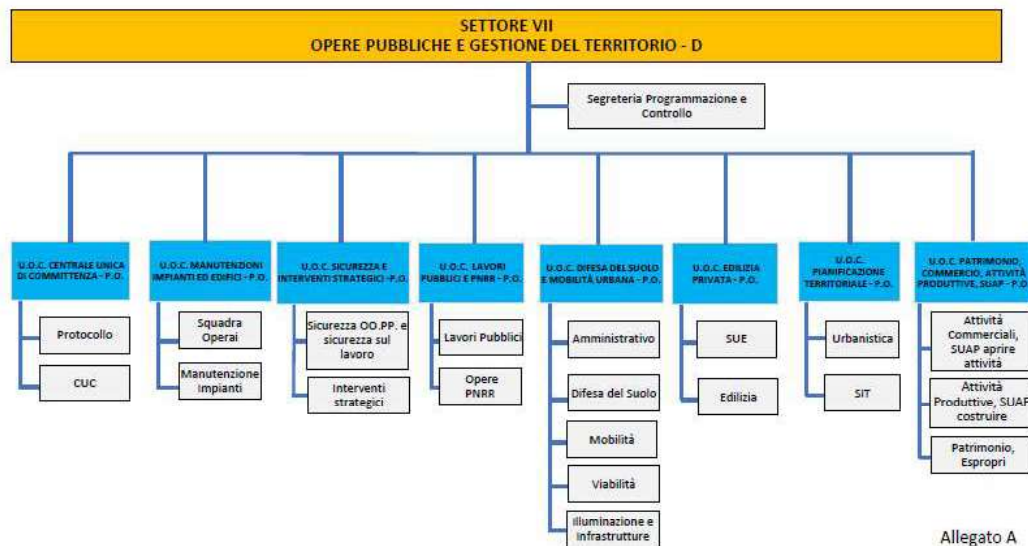 SETTORE VII
OPERE PUBBLICHE E GESTIONE DEL TERRITORIO - D
Segreteria Programmazione e
Controllo
U.O.C. CENTRALE UNICA
DI COMMITTENZA - P.O.
Protocollo
CUC
U.O.C. MANUTENZIONI
IMPIANTI ED EDIFICI - P.O.
Squadra
Operai
Manutenzione
Impianti
U.O.C. SICUREZZA E
INTERVENTI STRATEGICI - P.O.
Sicurezza OO.PP. e
sicurezza sul
lavoro
Interventi
strategici
U.O.C. LAVORI
PUBBLICI E PNRR - P.O.
Lavori Pubblici
Opere
PNRR
U.O.C. DIFESA DEL SUOLO
E MOBILITÀ URBANA - P.O.
Amministrativo
Difesa del Suolo
Mobilità
Viabilità
Illuminazione e
infrastrutture
U.O.C. EDILIZIA
PRIVATA - P.O.
SUE
Edilizia
U.O.C.
PIANIFICAZIONE
TERRITORIALE - P.O.
Urbanistica
SIT
U.O.C. PATRIMONIO,
COMMERCIO, ATTIVITÀ
PRODUTTIVE, SUAP - P.O.
Attività
Commerciali,
SUAP aprire
attività
Attività
Produttive, SUAP
costruire
Patrimonio,
Espropri
Allegato A